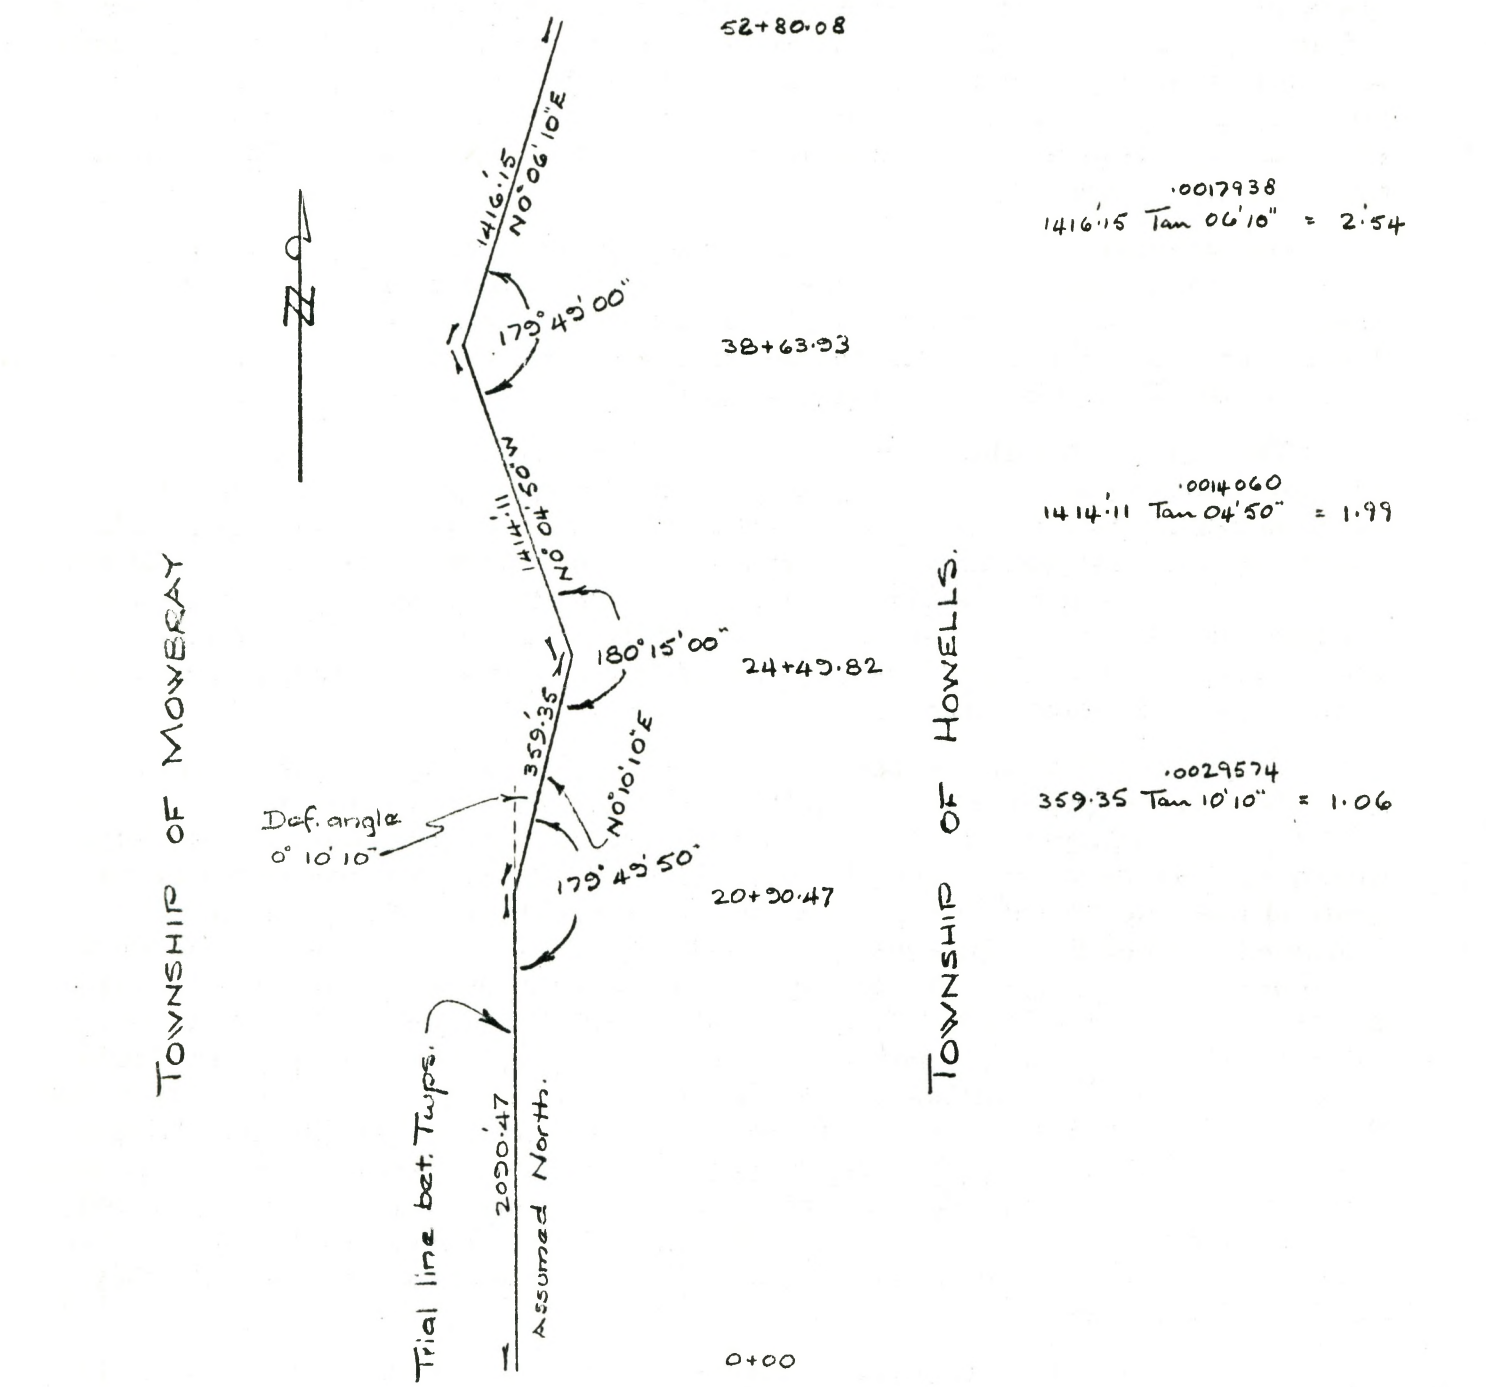 52+80.08
1416.'15
N0°06'10"E
.0017938
1416.'15 Tan 06'10" = 2.'54
N
179° 49' 00"
38+63.93
N0° 04' 50" W
1414.'11
.0014060
1414.'11 Tan 04'50" = 1.99
TOWNSHIP OF MOWBRAY
TOWNSHIP OF HOWELLS.
180° 15' 00"
24+49.82
359.'35
N0°10'10"E
.0029574
359.35 Tan 10'10" = 1.06
Def. angle
0° 10' 10"
179° 49' 50"
20+90.47
Trial line bet. Twps.
2090.'47
Assumed North.
0+00